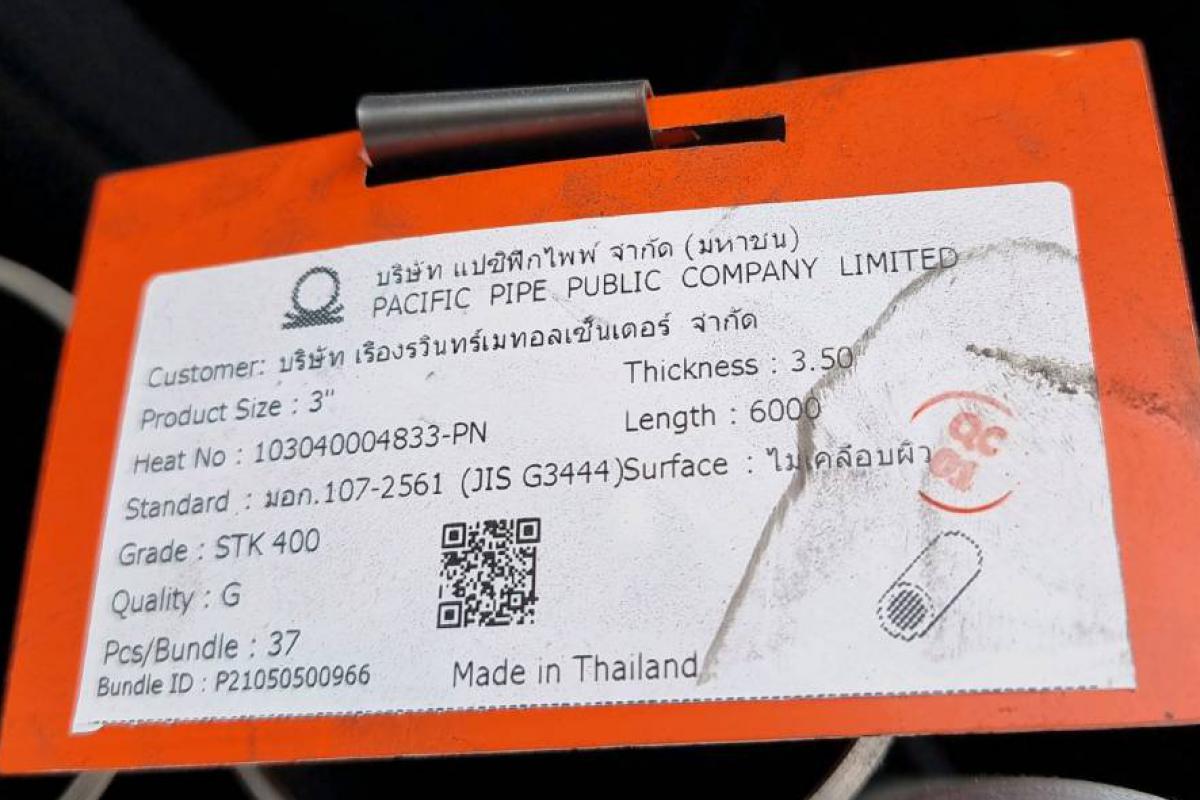 บริษัท แปซิฟิกไพพ์ จำกัด (มหาชน)
PACIFIC PIPE PUBLIC COMPANY LIMITED
Customer: บริษัท เรืองรวินทร์เมทอลเซ็นเตอร์ จำกัด
Product Size : 3" Thickness : 3.50
Heat No : 103040004833-PN Length : 6000
Standard : มอก.107-2561 (JIS G3444) Surface : ไม่เคลือบผิว
Grade : STK 400
Quality : G
Pcs/Bundle : 37
Bundle ID : P21050500966 Made in Thailand
QC
01